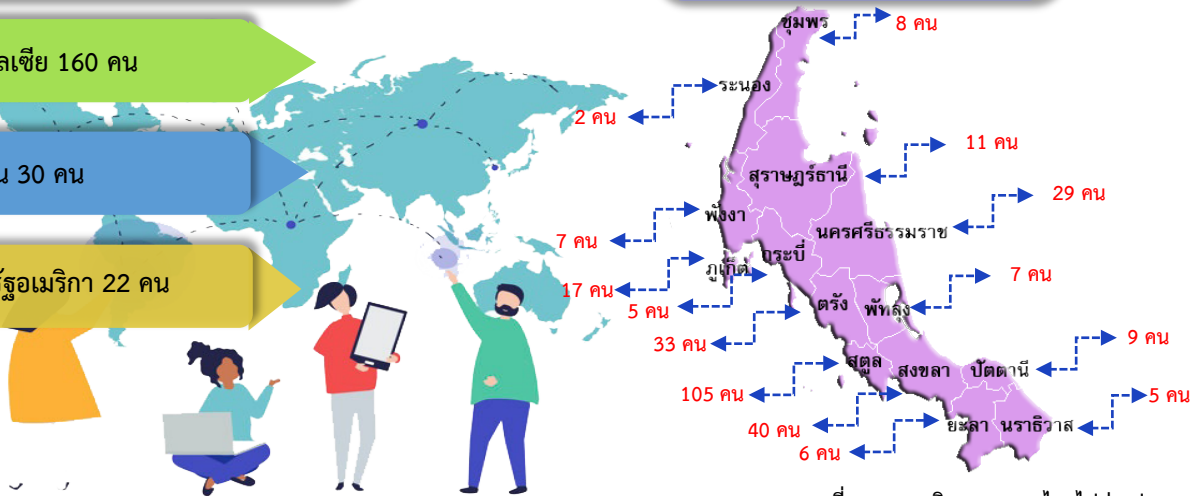 ลเซีย 160 คน
น 30 คน
รัฐอเมริกา 22 คน
ชุมพร
8 คน
ระนอง
2 คน
11 คน
สุราษฎร์ธานี
29 คน
พังงา
นครศรีธรรมราช
7 คน
กระบี่
ภูเก็ต
7 คน
17 คน
5 คน
ตรัง
พัทลุง
33 คน
9 คน
สตูล
สงขลา
ปัตตานี
105 คน
5 คน
40 คน
ยะลา
นราธิวาส
6 คน